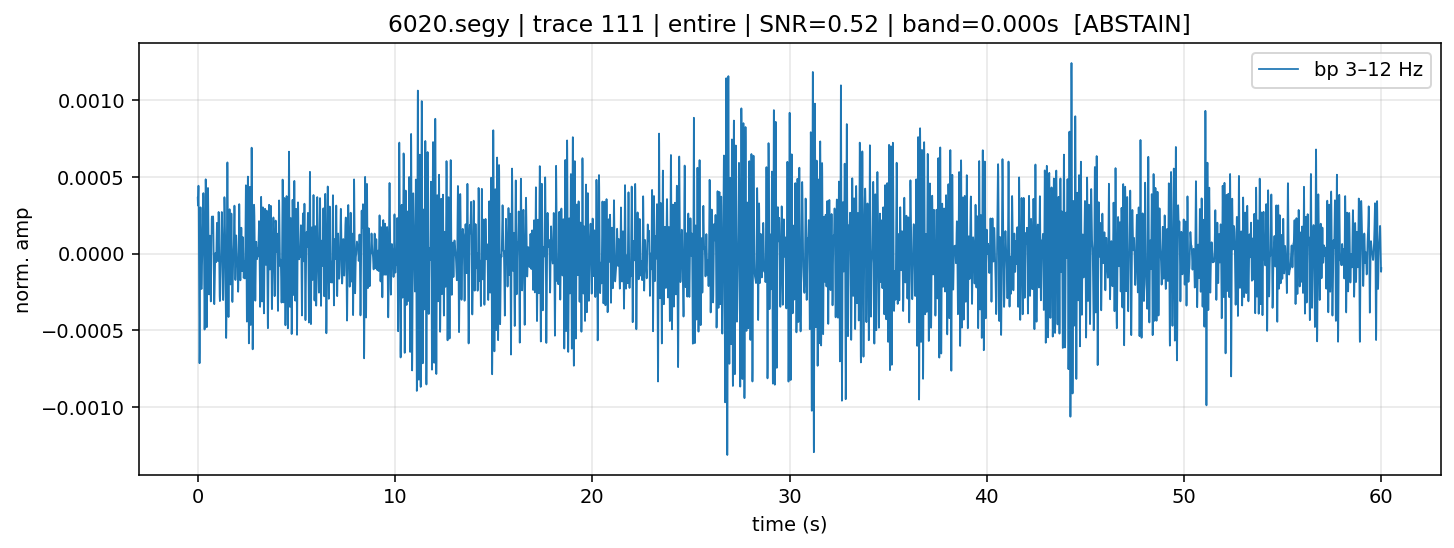 6020.segy | trace 111 | entire | SNR=0.52 | band=0.000s [ABSTAIN]
bp 3–12 Hz
norm. amp
0.0010
0.0005
0.0000
−0.0005
−0.0010
0 10 20 30 40 50 60
time (s)